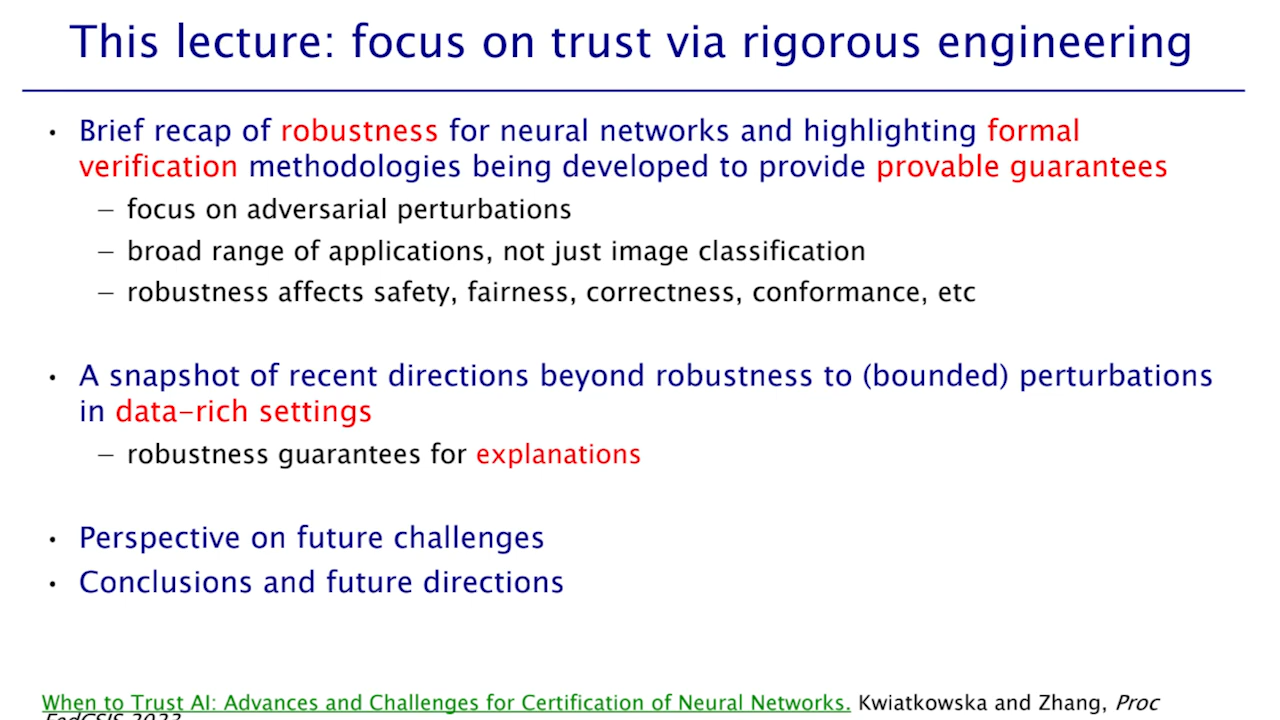 This lecture: focus on trust via rigorous engineering
• Brief recap of robustness for neural networks and highlighting formal
verification methodologies being developed to provide provable guarantees
– focus on adversarial perturbations
– broad range of applications, not just image classification
– robustness affects safety, fairness, correctness, conformance, etc
• A snapshot of recent directions beyond robustness to (bounded) perturbations
in data-rich settings
– robustness guarantees for explanations
• Perspective on future challenges
• Conclusions and future directions
When to Trust AI: Advances and Challenges for Certification of Neural Networks. Kwiatkowska and Zhang, Proc
FedCSIS 2023